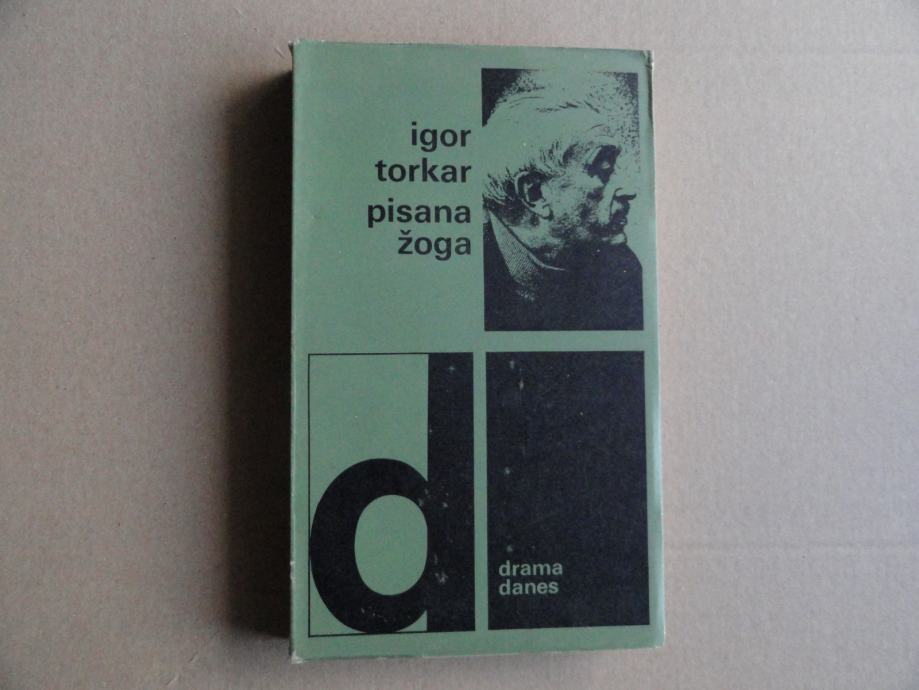 igor
torkar
pisana
žoga
d
drama
danes